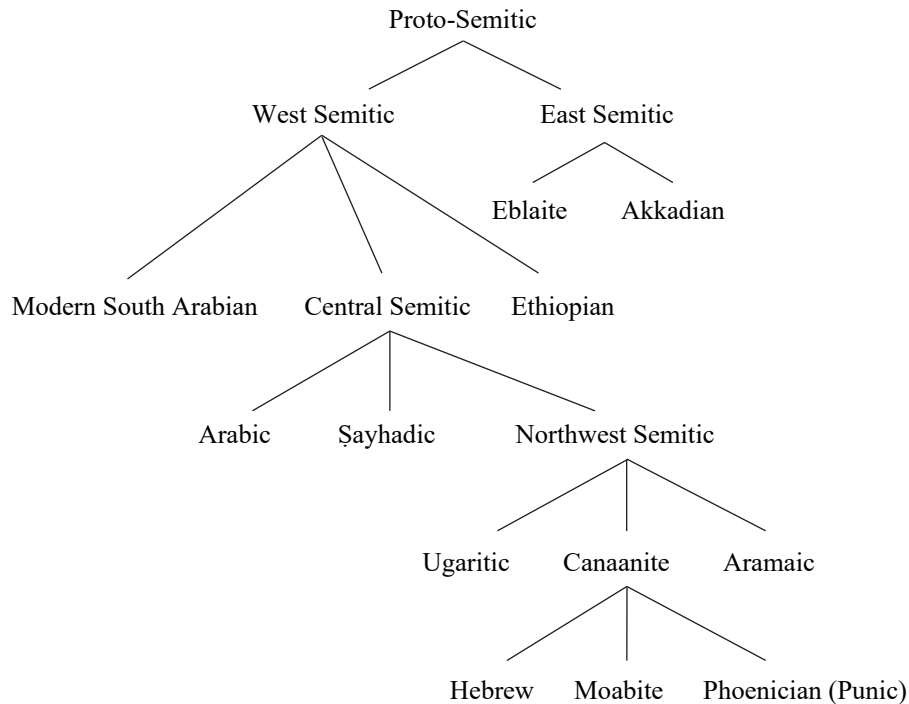 Proto-Semitic
West Semitic East Semitic
Eblaite Akkadian
Modern South Arabian Central Semitic Ethiopian
Arabic Ṣayhadic Northwest Semitic
Ugaritic Canaanite Aramaic
Hebrew Moabite Phoenician (Punic)